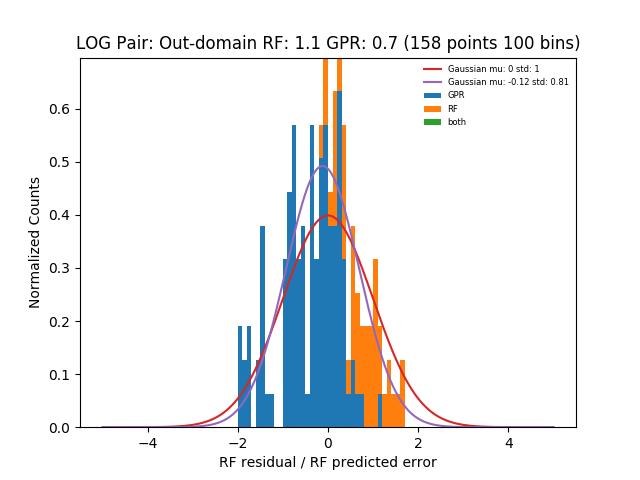 LOG Pair: Out-domain RF: 1.1 GPR: 0.7 (158 points 100 bins)
Gaussian mu: 0 std: 1
Gaussian mu: -0.12 std: 0.81
GPR
RF
both
Normalized Counts
0.6
0.5
0.4
0.3
0.2
0.1
0.0
−4 −2 0 2 4
RF residual / RF predicted error